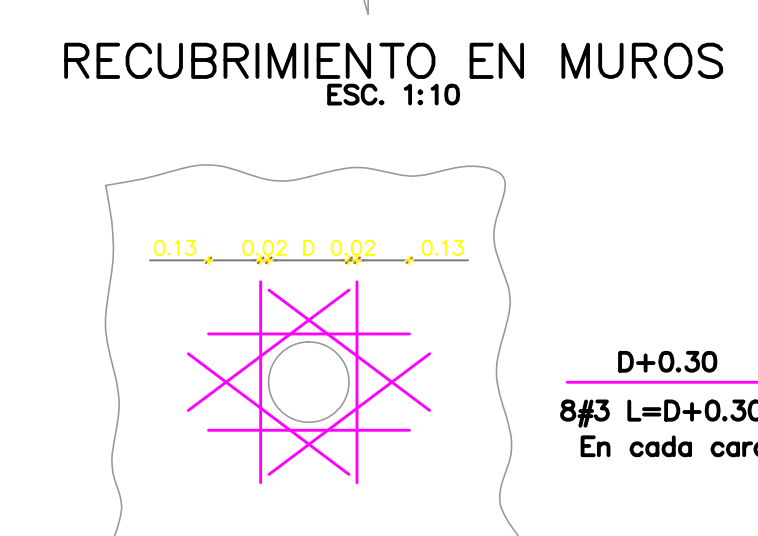 RECUBRIMIENTO EN MUROS
ESC. 1:10
0.13 0.02 D 0.02 0.13
D+0.30
8#3 L=D+0.30
En cada